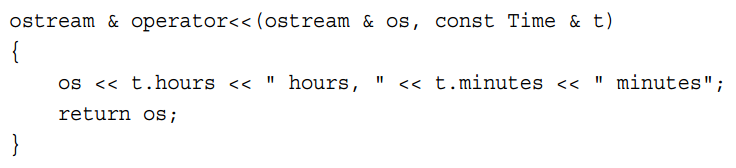 ostream & operator<<(ostream & os, const Time & t)
{
    os << t.hours << " hours, " << t.minutes << " minutes";
    return os;
}